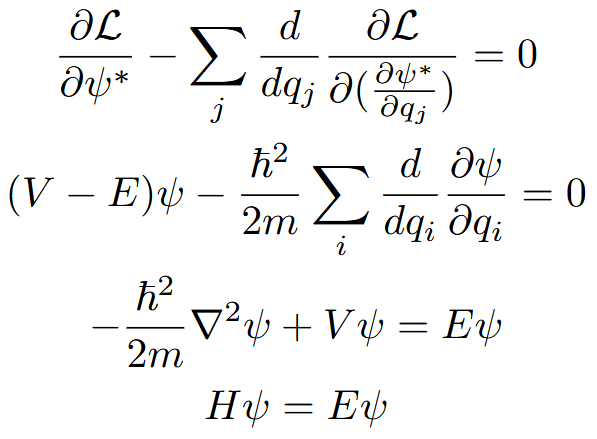 ∂ℒ/∂ψ* − ∑_j d/dq_j ∂ℒ/∂(∂ψ*/∂q_j) = 0
(V − E)ψ − ℏ²/2m ∑_i d/dq_i ∂ψ/∂q_i = 0
−ℏ²/2m ∇²ψ + Vψ = Eψ
Hψ = Eψ